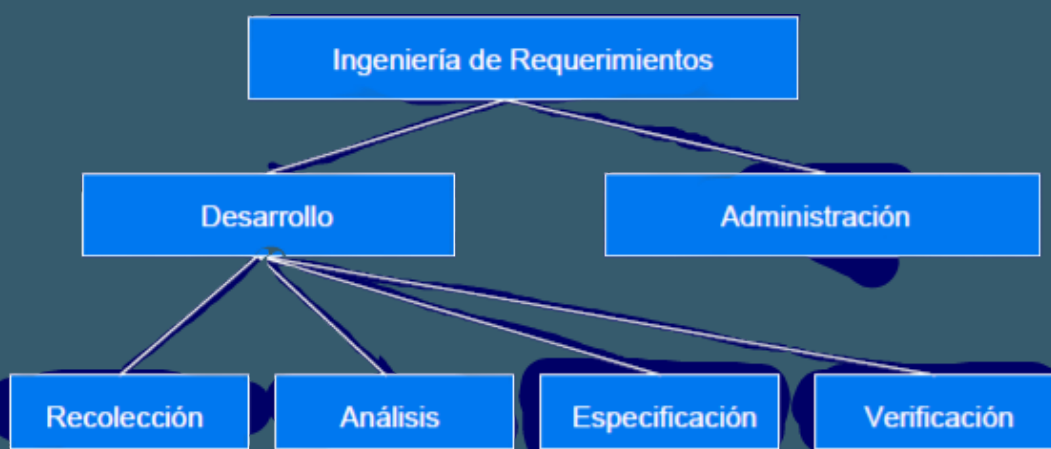 Ingeniería de Requerimientos
Desarrollo
Administración
Recolección
Análisis
Especificación
Verificación